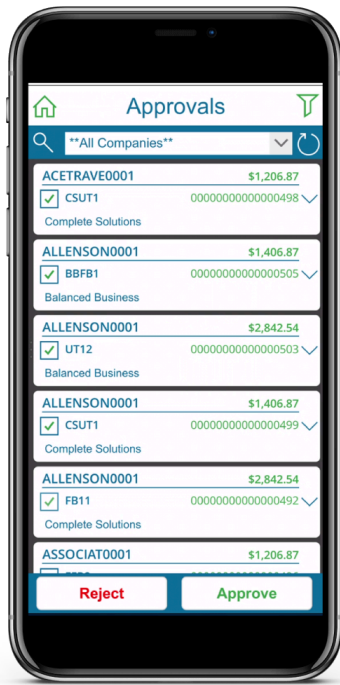 Approvals
**All Companies**
ACETRAVE0001 $1,206.87
CSUT1 00000000000000498
Complete Solutions
ALLENSON0001 $1,406.87
BBFB1 00000000000000505
Balanced Business
ALLENSON0001 $2,842.54
UT12 00000000000000503
Balanced Business
ALLENSON0001 $1,406.87
CSUT1 00000000000000499
Complete Solutions
ALLENSON0001 $2,842.54
FB11 00000000000000492
Complete Solutions
ASSOCIAT0001 $1,206.87
Reject Approve